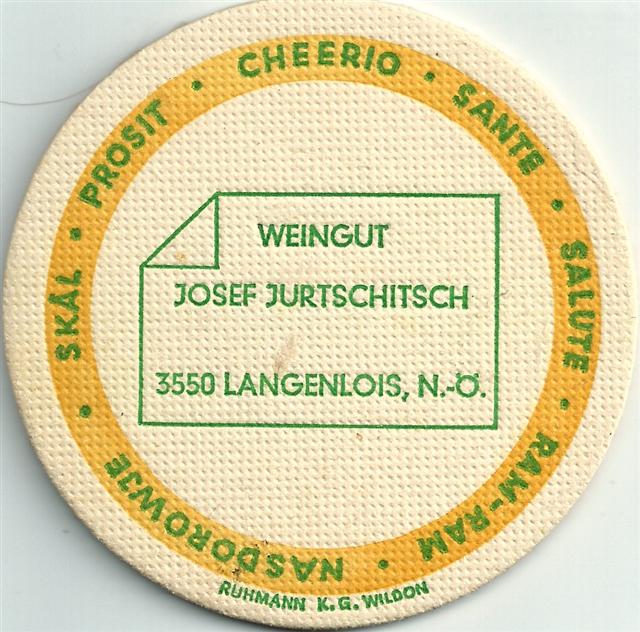 SKÅL • PROSIT • CHEERIO • SANTE • SALUTE • RAM-RAM • NASDOROWJE •
WEINGUT
JOSEF JURTSCHITSCH
3550 LANGENLOIS, N.-Ö.
RUHMANN K.G. WILDON